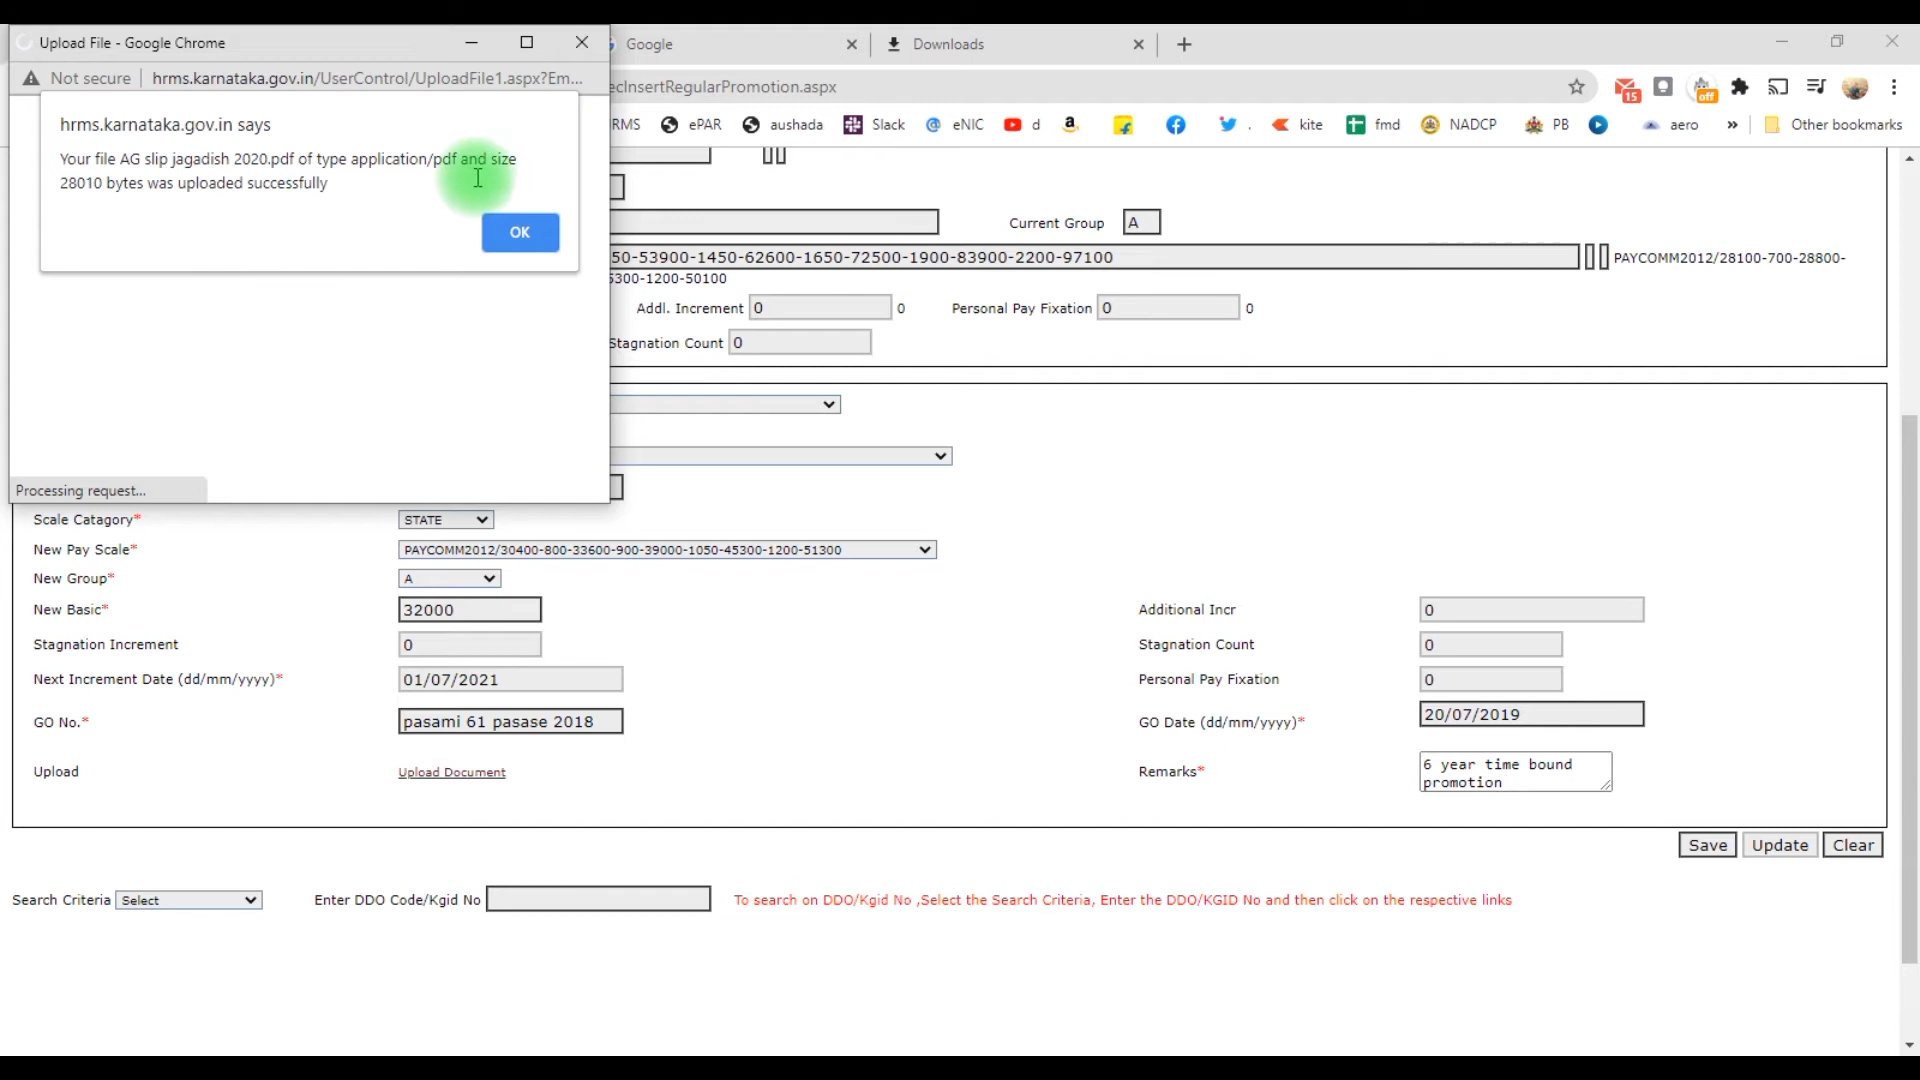 Upload File - Google Chrome
Google
Downloads
Not secure hrms.karnataka.gov.in/UserControl/UploadFile1.aspx?Em...
ecInsertRegularPromotion.aspx
15
off
hrms.karnataka.gov.in says
RMS ePAR aushada Slack eNIC d kite fmd NADCP PB aero » Other bookmarks
Your file AG slip jagadish 2020.pdf of type application/pdf and size
28010 bytes was uploaded successfully
OK
Current Group A
50-53900-1450-62600-1650-72500-1900-83900-2200-97100 PAYCOMM2012/28100-700-28800-
5300-1200-50100
Addl. Increment 0 0 Personal Pay Fixation 0 0
Stagnation Count 0
Processing request...
Scale Catagory* STATE
New Pay Scale* PAYCOMM2012/30400-800-33600-900-39000-1050-45300-1200-51300
New Group* A
New Basic* 32000 Additional Incr 0
Stagnation Increment 0 Stagnation Count 0
Next Increment Date (dd/mm/yyyy)* 01/07/2021 Personal Pay Fixation 0
GO No.* pasami 61 pasase 2018 GO Date (dd/mm/yyyy)* 20/07/2019
Upload Upload Document Remarks* 6 year time bound
promotion
Save Update Clear
Search Criteria Select Enter DDO Code/Kgid No To search on DDO/Kgid No ,Select the Search Criteria, Enter the DDO/KGID No and then click on the respective links